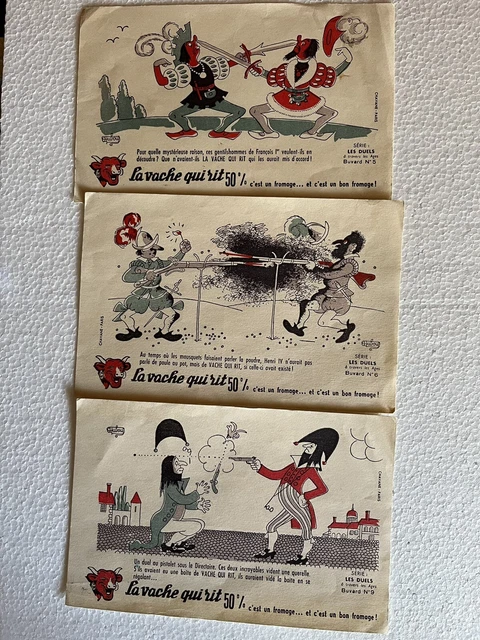 Pour quelle mystérieuse raison, ces gentilshommes de François Iᵉʳ veulent-ils en
découdre ? Que n'avaient-ils LA VACHE QUI RIT qui les aurait mis d'accord !
La vache qui rit 50% c'est un fromage... et c'est un bon fromage !
SÉRIE :
LES DUELS
à travers les Ages
Buvard N°5
CHAVANE-PARIS
Au temps où les mousquets faisaient parler la poudre, Henri IV n'aurait pas
parlé de poule au pot, mais de VACHE QUI RIT, si celle-ci avait existé !
La vache qui rit 50% c'est un fromage... et c'est un bon fromage !
SÉRIE
LES DUELS
à travers les Ages
Buvard N°6
CHAVANE-PARIS
Un duel au pistolet sous le Directoire. Ces deux incroyables vident une querelle
S'ils avaient eu une boîte de VACHE QUI RIT, ils auraient vidé la boîte en se
régalant...
La vache qui rit 50% c'est un fromage... et c'est un bon fromage !
SÉRIE
LES DUELS
à travers les Ages
Buvard N°9
CHAVANE-PARIS